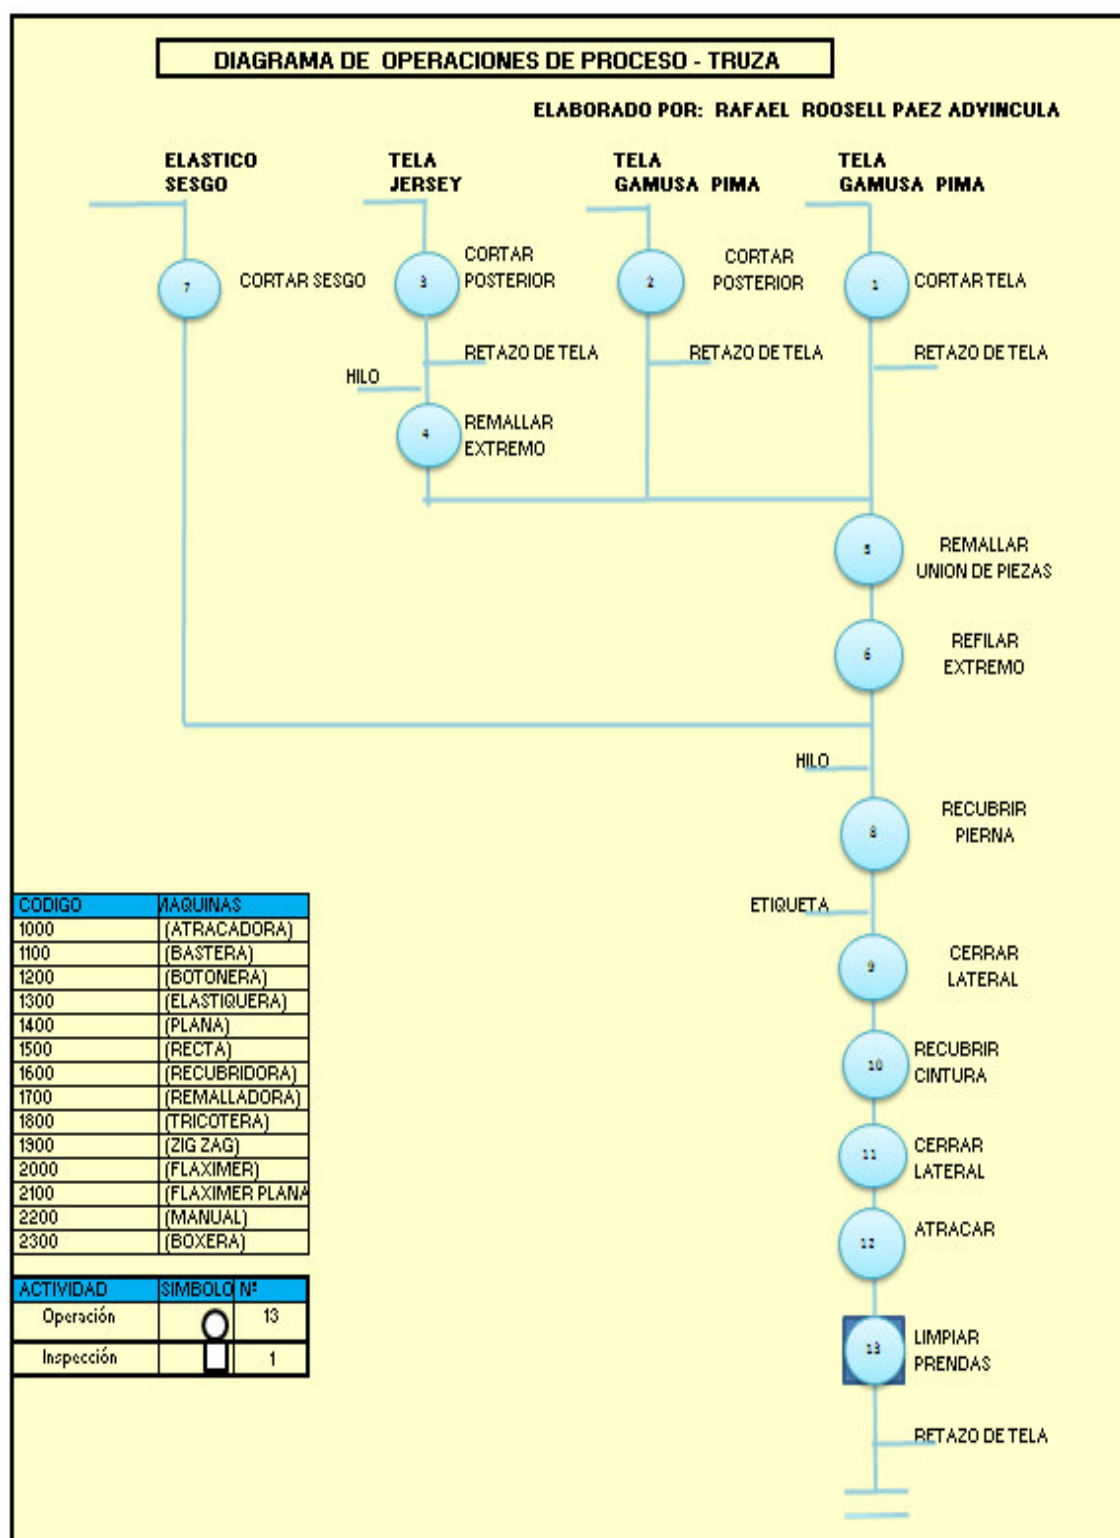 DIAGRAMA DE OPERACIONES DE PROCESO - TRUZA
ELABORADO POR: RAFAEL ROOSELL PAEZ ADVINCULA
ELASTICO
SESGO
TELA
JERSEY
TELA
GAMUSA PIMA
TELA
GAMUSA PIMA
7
CORTAR SESGO
3
CORTAR
POSTERIOR
2
CORTAR
POSTERIOR
1
CORTAR TELA
RETAZO DE TELA
RETAZO DE TELA
RETAZO DE TELA
HILO
4
REMALLAR
EXTREMO
5
REMALLAR
UNION DE PIEZAS
6
REFILAR
EXTREMO
HILO
8
RECUBRIR
PIERNA
ETIQUETA
9
CERRAR
LATERAL
10
RECUBRIR
CINTURA
11
CERRAR
LATERAL
12
ATRACAR
13
LIMPIAR
PRENDAS
RETAZO DE TELA
CODIGO MAQUINAS
1000 (ATRACADORA)
1100 (BASTERA)
1200 (BOTONERA)
1300 (ELASTIQUERA)
1400 (PLANA)
1500 (RECTA)
1600 (RECUBRIDORA)
1700 (REMALLADORA)
1800 (TRICOTERA)
1900 (ZIG ZAG)
2000 (FLAXIMER)
2100 (FLAXIMER PLANA
2200 (MANUAL)
2300 (BOXERA)
ACTIVIDAD SIMBOLO Nº
Operación 13
Inspección 1